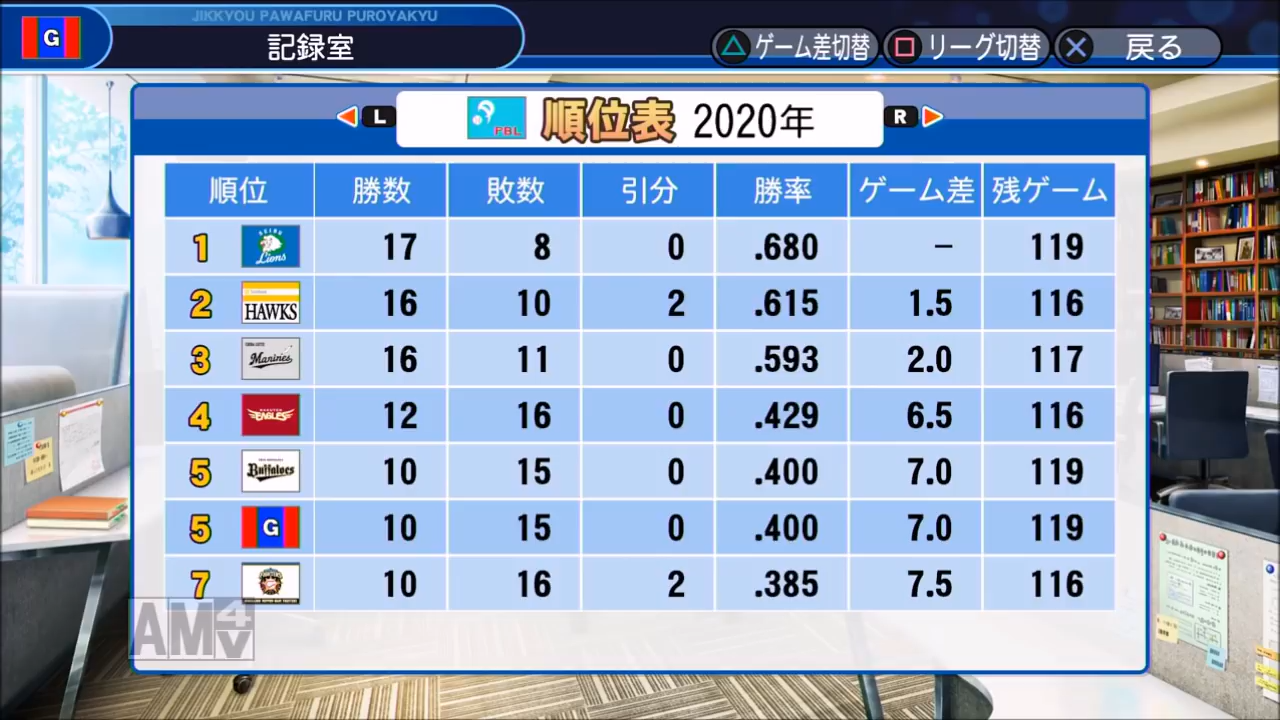 JIKKYOU PAWAFURU PUROYAKYU
G 記録室 ゲーム差切替 リーグ切替 戻る
L FBL 順位表 2020年 R
順位 勝数 敗数 引分 勝率 ゲーム差 残ゲーム
1 Lions 17 8 0 .680 − 119
2 HAWKS 16 10 2 .615 1.5 116
3 Marines 16 11 0 .593 2.0 117
4 EAGLES 12 16 0 .429 6.5 116
5 Buffaloes 10 15 0 .400 7.0 119
5 G 10 15 0 .400 7.0 119
7 FIGHTERS 10 16 2 .385 7.5 116
AM4V